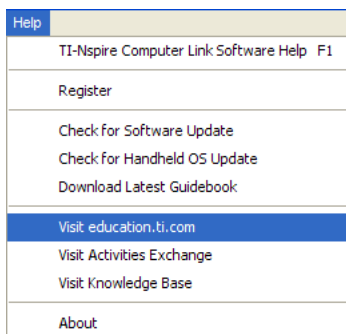 Help
TI-Nspire Computer Link Software Help F1
Register
Check for Software Update
Check for Handheld OS Update
Download Latest Guidebook
Visit education.ti.com
Visit Activities Exchange
Visit Knowledge Base
About